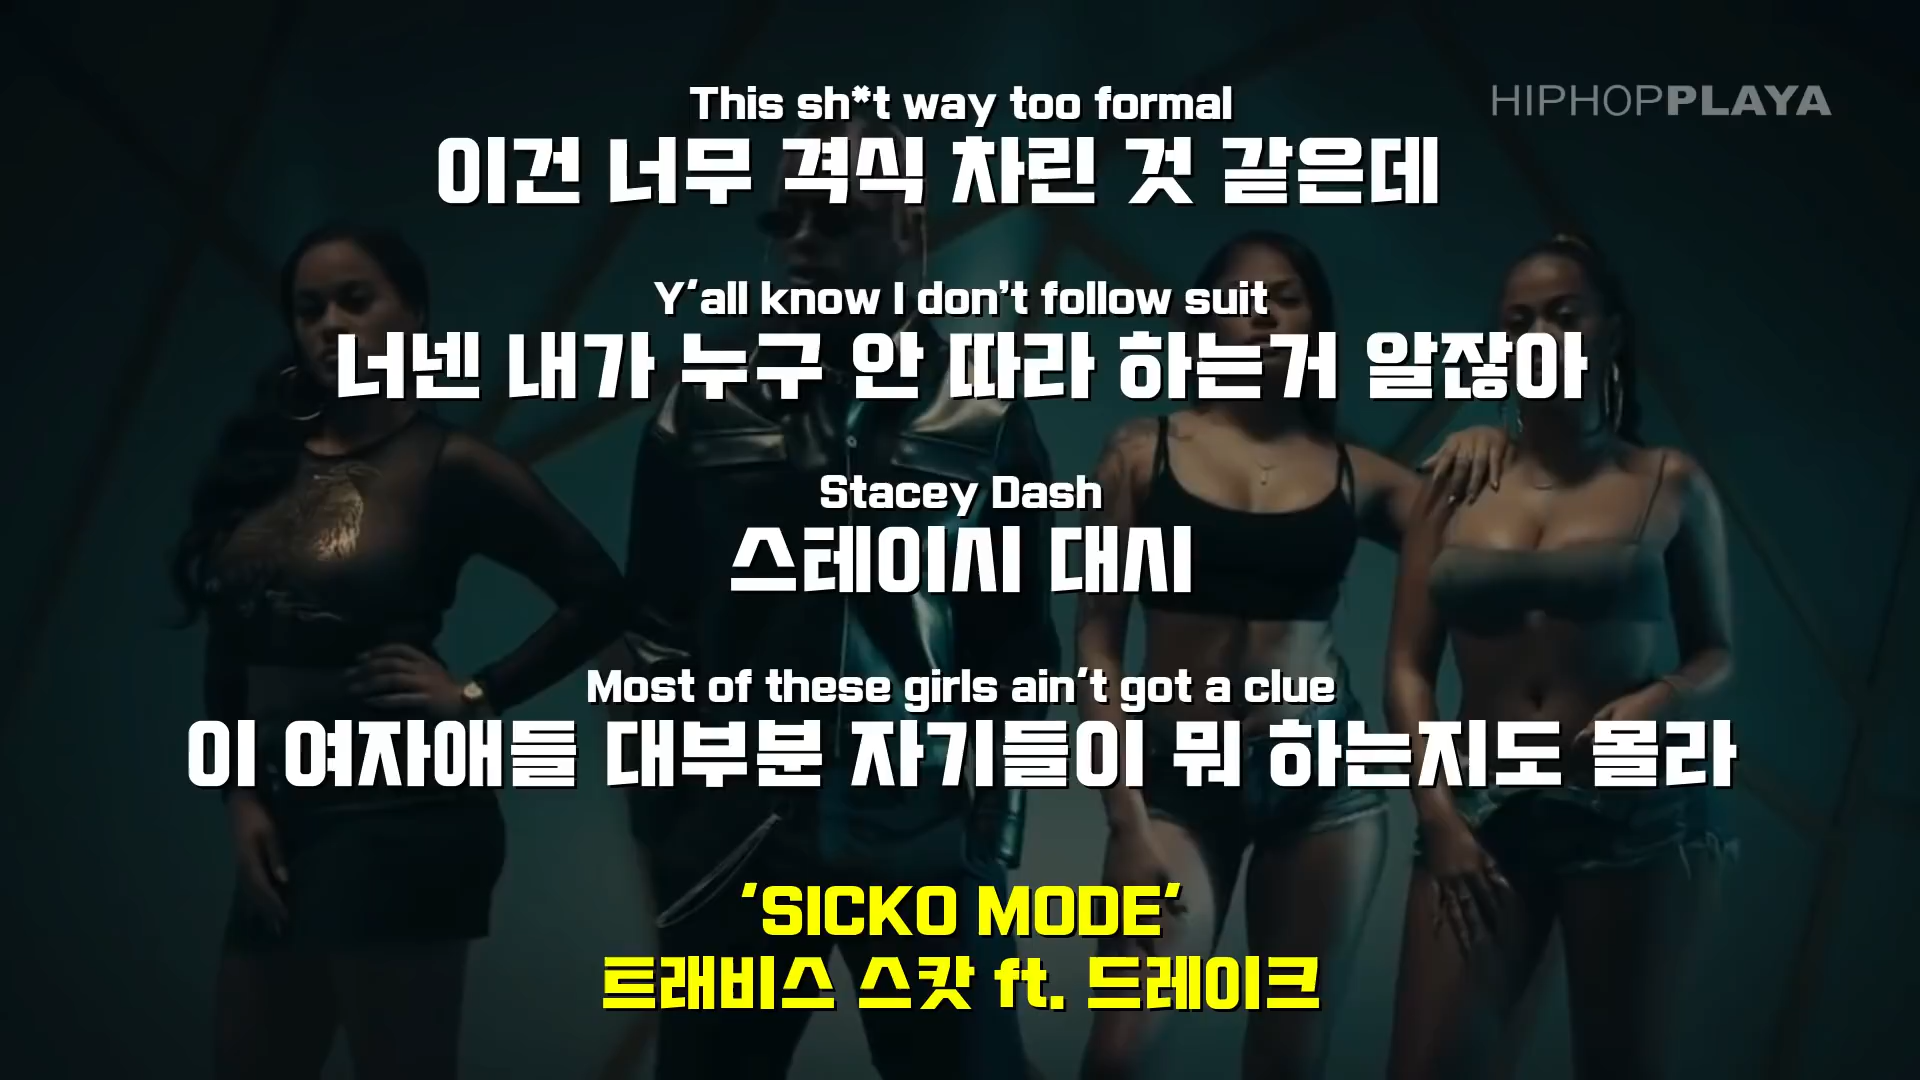 HIPHOPPLAYA
This sh*t way too formal
이건 너무 격식 차린 것 같은데
Y'all know I don't follow suit
너넨 내가 누구 안 따라 하는거 알잖아
Stacey Dash
스테이시 대시
Most of these girls ain't got a clue
이 여자애들 대부분 자기들이 뭐 하는지도 몰라
'SICKO MODE'
트래비스 스캇 ft. 드레이크